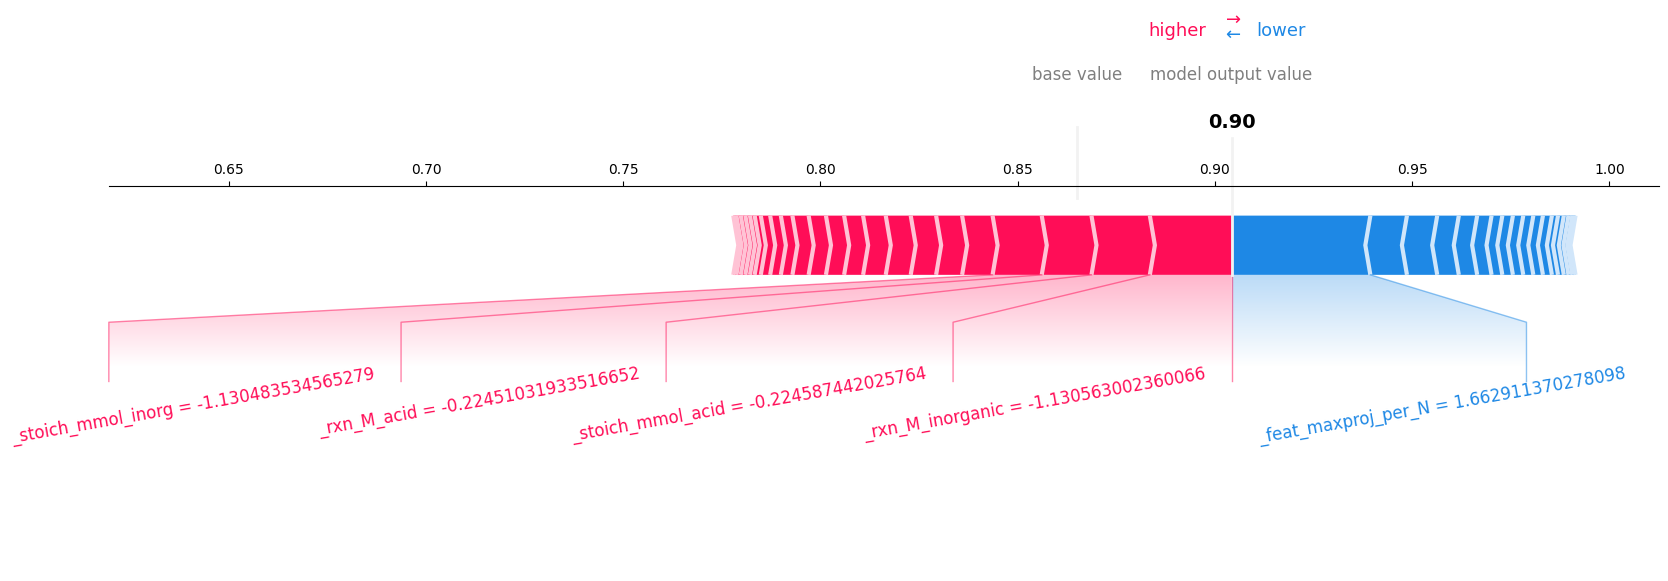 higher → ← lower
base value model output value
0.90
0.65 0.70 0.75 0.80 0.85 0.90 0.95 1.00
_stoich_mmol_inorg = -1.130483534565279
_rxn_M_acid = -0.22451031933516652
_stoich_mmol_acid = -0.224587442025764
_rxn_M_inorganic = -1.130563002360066
_feat_maxproj_per_N = 1.662911370278098